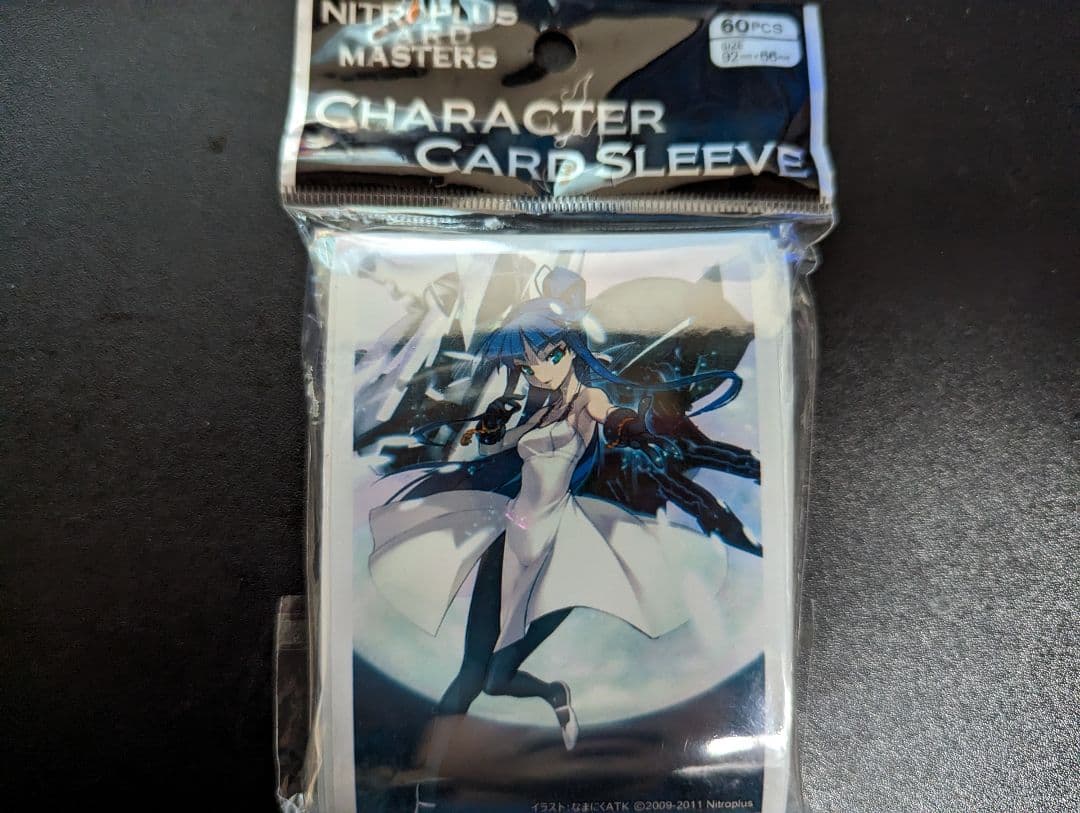 NITROPLUS
CARD
MASTERS
60PCS
SIZE
92mm×66mm
CHARACTER
CARD SLEEVE
イラスト:なまにくATK ©2009-2011 Nitroplus